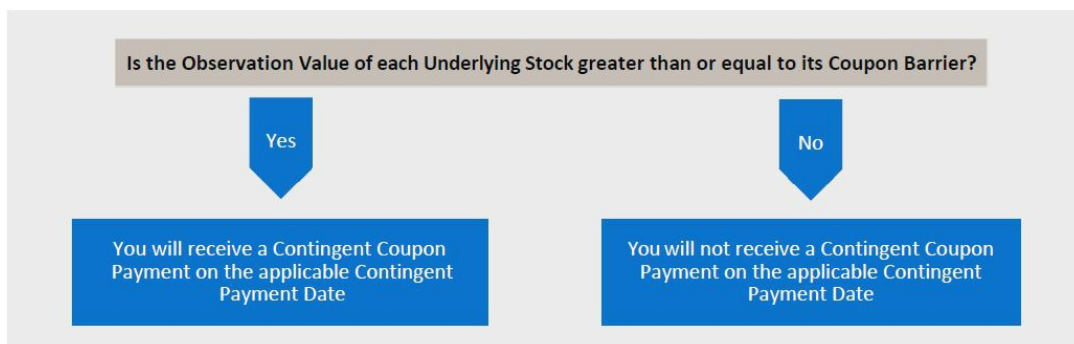 Is the Observation Value of each Underlying Stock greater than or equal to its Coupon Barrier?
Yes
No
You will receive a Contingent Coupon
Payment on the applicable Contingent
Payment Date
You will not receive a Contingent Coupon
Payment on the applicable Contingent
Payment Date